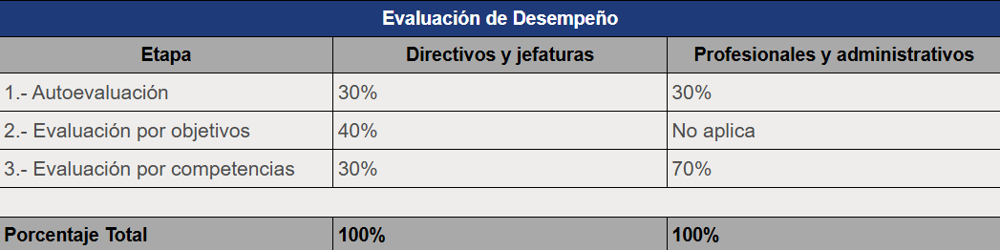 Evaluación de Desempeño
Etapa Directivos y jefaturas Profesionales y administrativos
1.- Autoevaluación 30% 30%
2.- Evaluación por objetivos 40% No aplica
3.- Evaluación por competencias 30% 70%
Porcentaje Total 100% 100%